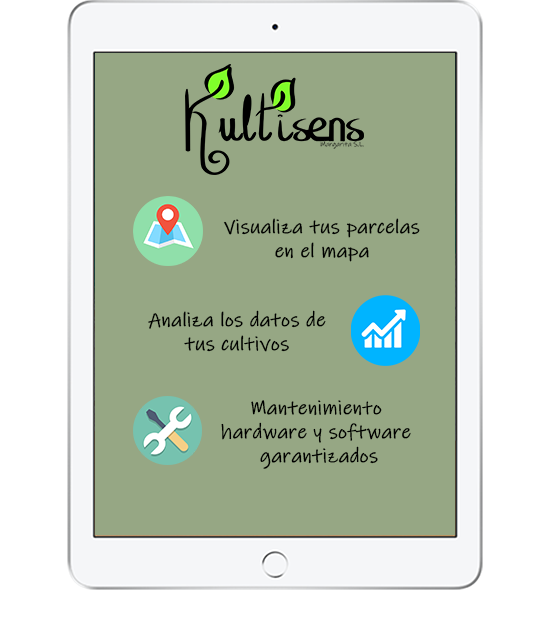 Kultisens
Margarita S.L.
Visualiza tus parcelas
en el mapa
Analiza los datos de
tus cultivos
Mantenimiento
hardware y software
garantizados